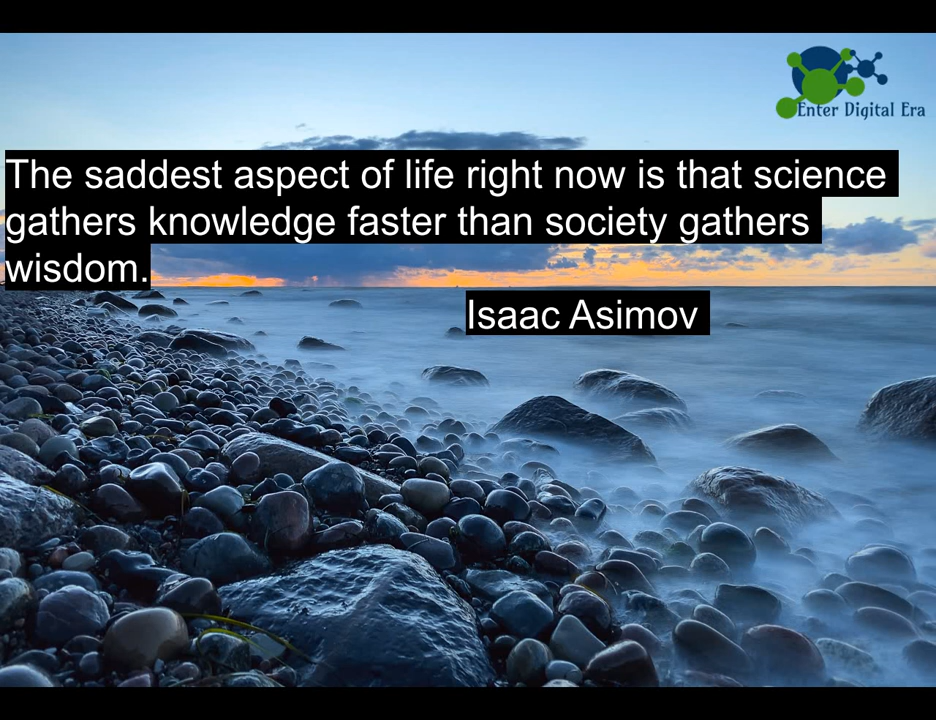 Enter Digital Era
The saddest aspect of life right now is that science
gathers knowledge faster than society gathers
wisdom.
Isaac Asimov